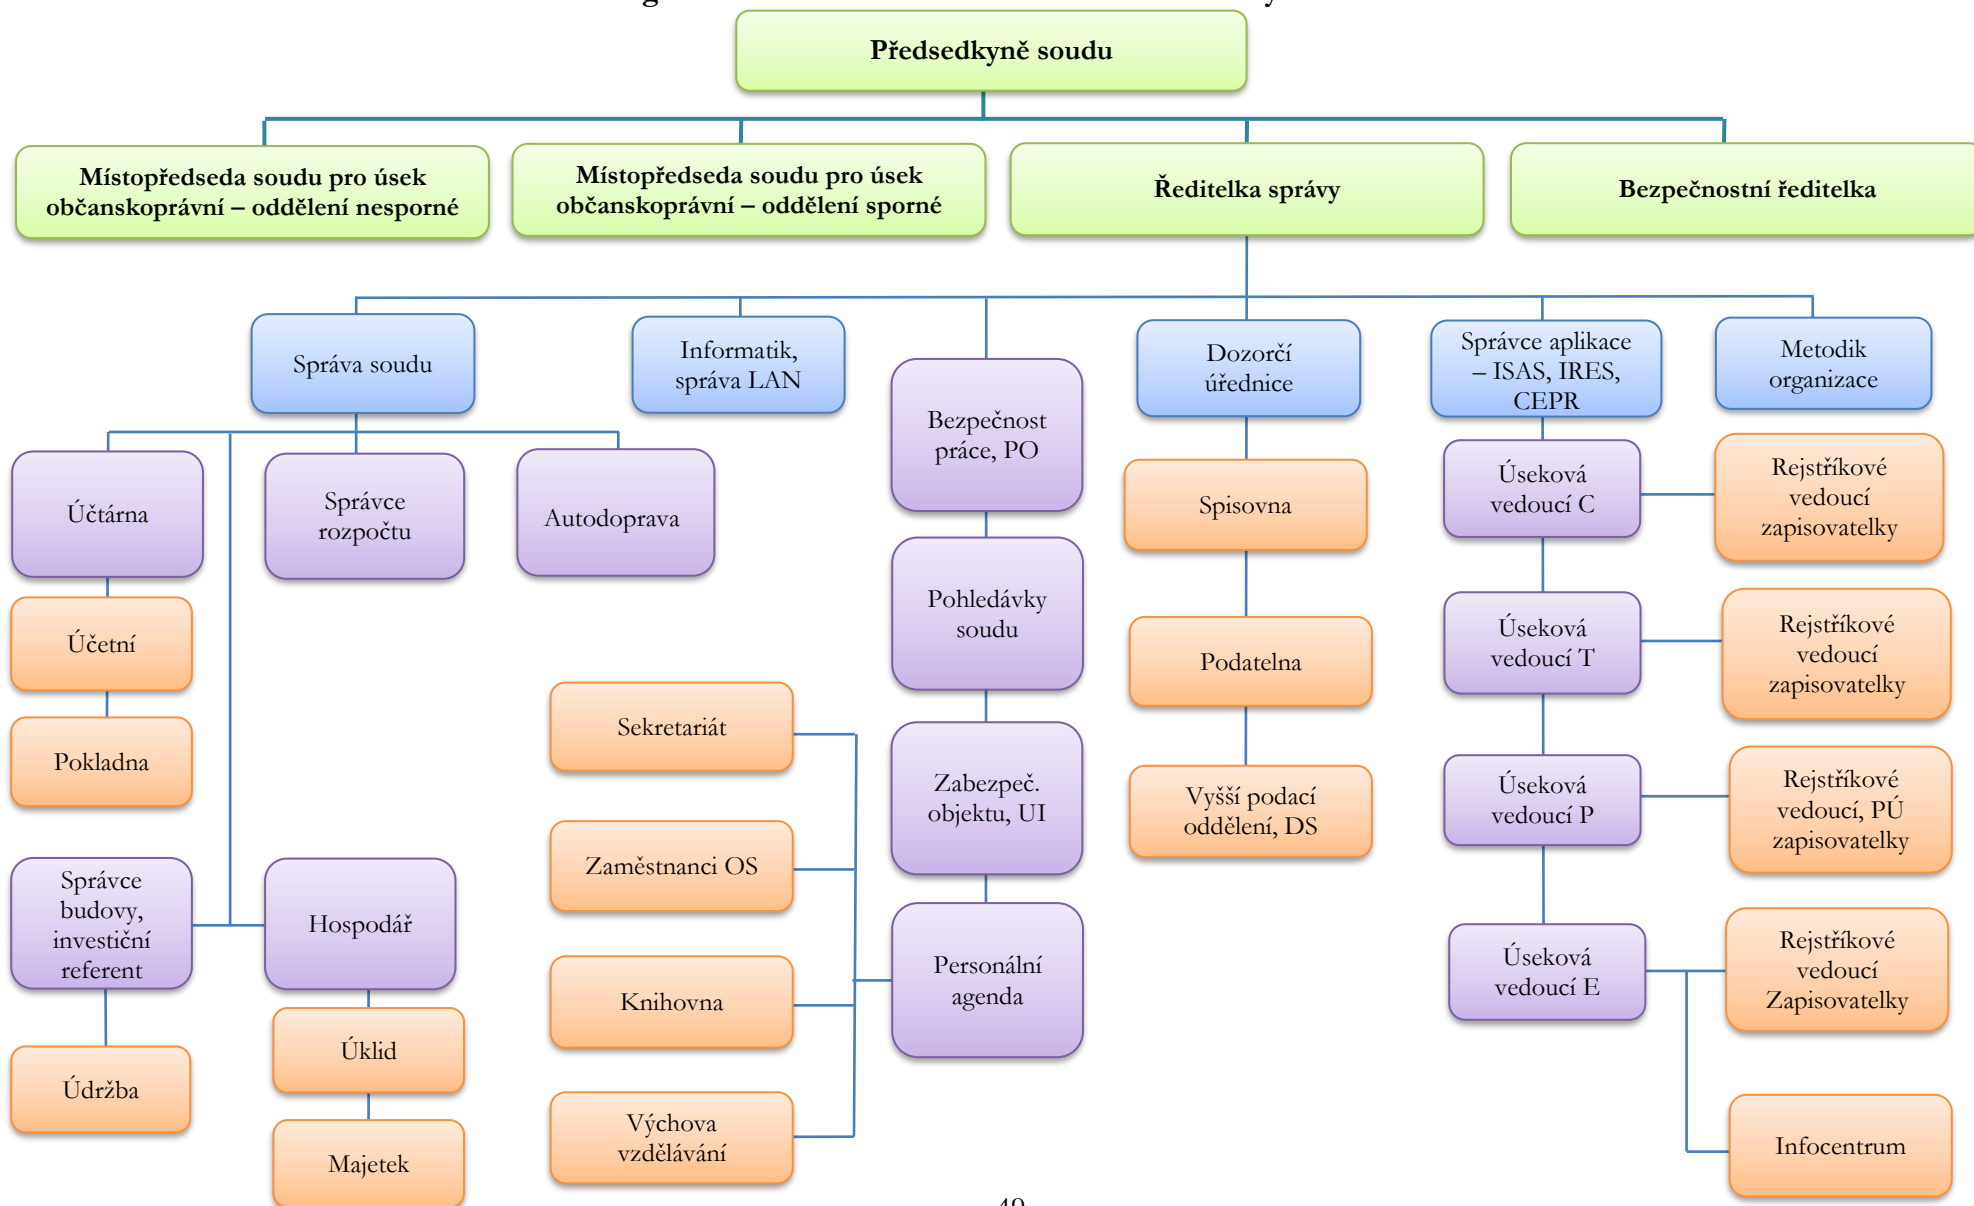 Předsedkyně soudu
Místopředseda soudu pro úsek
občanskoprávní – oddělení nesporné
Místopředseda soudu pro úsek
občanskoprávní – oddělení sporné
Ředitelka správy
Bezpečnostní ředitelka
Správa soudu
Informatik,
správa LAN
Bezpečnost
práce, PO
Dozorčí
úřednice
Správce aplikace
– ISAS, IRES,
CEPR
Metodik
organizace
Účtárna
Správce
rozpočtu
Autodoprava
Spisovna
Úseková
vedoucí C
Rejstříkové
vedoucí
zapisovatelky
Účetní
Pohledávky
soudu
Podatelna
Úseková
vedoucí T
Rejstříkové
vedoucí
zapisovatelky
Pokladna
Sekretariát
Zabezpeč.
objektu, UI
Vyšší podací
oddělení, DS
Úseková
vedoucí P
Rejstříkové
vedoucí, PÚ
zapisovatelky
Správce
budovy,
investiční
referent
Hospodář
Zaměstnanci OS
Personální
agenda
Úseková
vedoucí E
Rejstříkové
vedoucí
Zapisovatelky
Knihovna
Údržba
Úklid
Majetek
Výchova
vzdělávání
Infocentrum